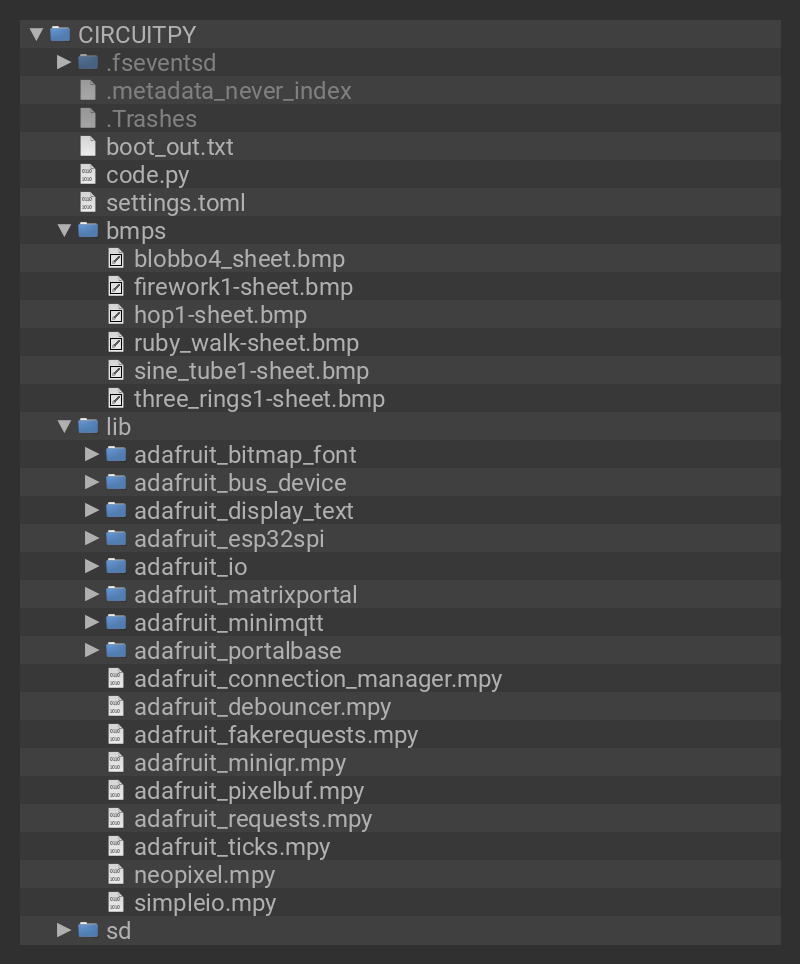 CIRCUITPY
.fseventsd
.metadata_never_index
.Trashes
boot_out.txt
code.py
settings.toml
bmps
blobbo4_sheet.bmp
firework1-sheet.bmp
hop1-sheet.bmp
ruby_walk-sheet.bmp
sine_tube1-sheet.bmp
three_rings1-sheet.bmp
lib
adafruit_bitmap_font
adafruit_bus_device
adafruit_display_text
adafruit_esp32spi
adafruit_io
adafruit_matrixportal
adafruit_minimqtt
adafruit_portalbase
adafruit_connection_manager.mpy
adafruit_debouncer.mpy
adafruit_fakerequests.mpy
adafruit_miniqr.mpy
adafruit_pixelbuf.mpy
adafruit_requests.mpy
adafruit_ticks.mpy
neopixel.mpy
simpleio.mpy
sd